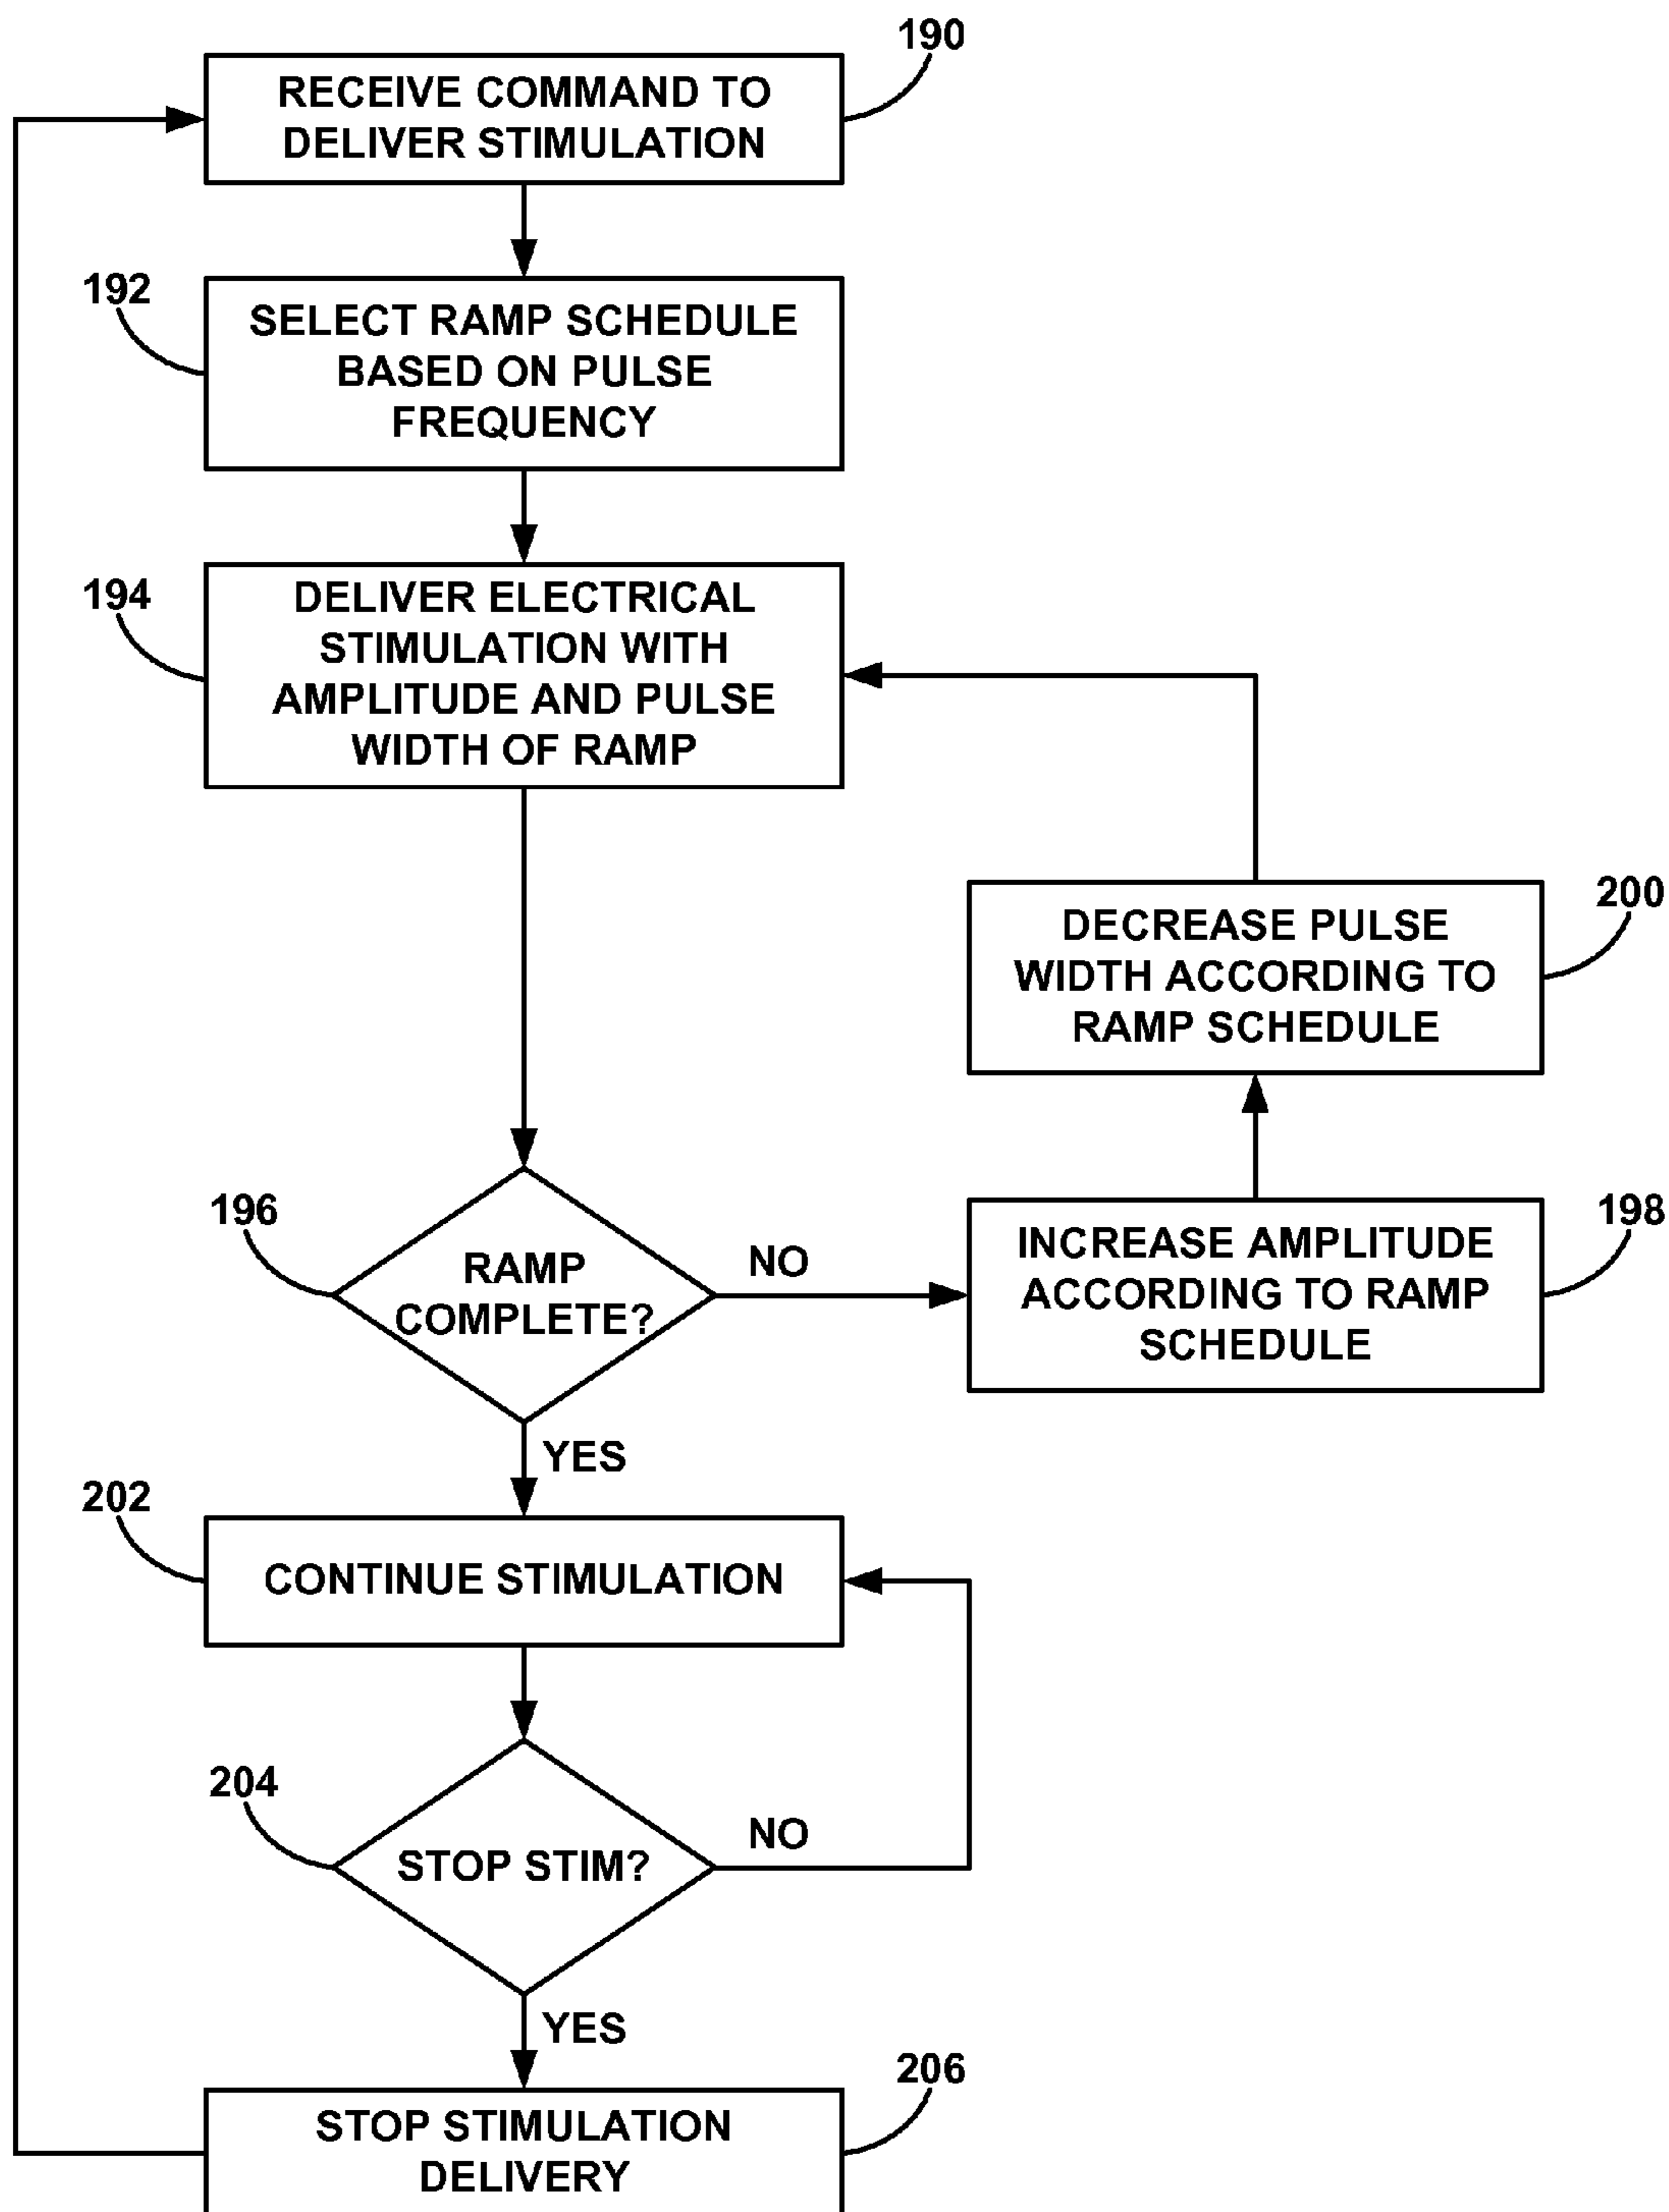 190
RECEIVE COMMAND TO
DELIVER STIMULATION
192
SELECT RAMP SCHEDULE
BASED ON PULSE
FREQUENCY
194
DELIVER ELECTRICAL
STIMULATION WITH
AMPLITUDE AND PULSE
WIDTH OF RAMP
200
DECREASE PULSE
WIDTH ACCORDING TO
RAMP SCHEDULE
196
RAMP
COMPLETE?
NO
198
INCREASE AMPLITUDE
ACCORDING TO RAMP
SCHEDULE
YES
202
CONTINUE STIMULATION
204
STOP STIM?
NO
YES
206
STOP STIMULATION
DELIVERY